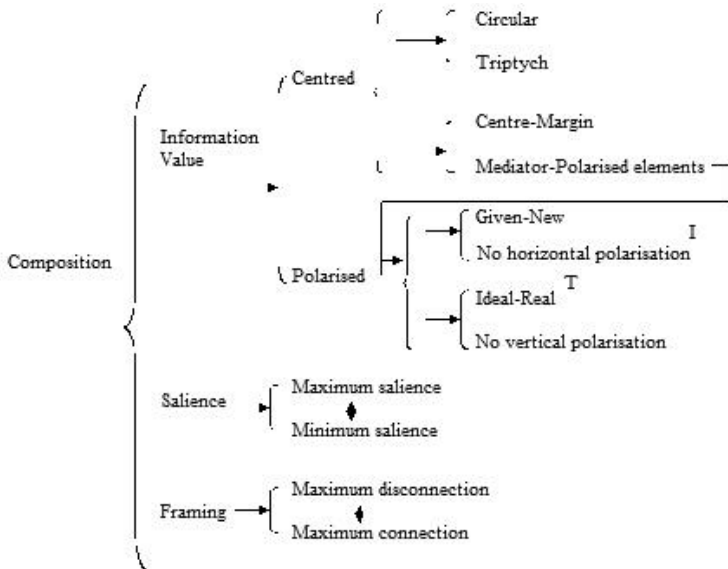 Circular
Triptych
Centred
Centre-Margin
Mediator-Polarised elements
Information
Value
Given-New
No horizontal polarisation I
Composition
Polarised
Ideal-Real T
No vertical polarisation
Salience
Maximum salience
Minimum salience
Framing
Maximum disconnection
Maximum connection